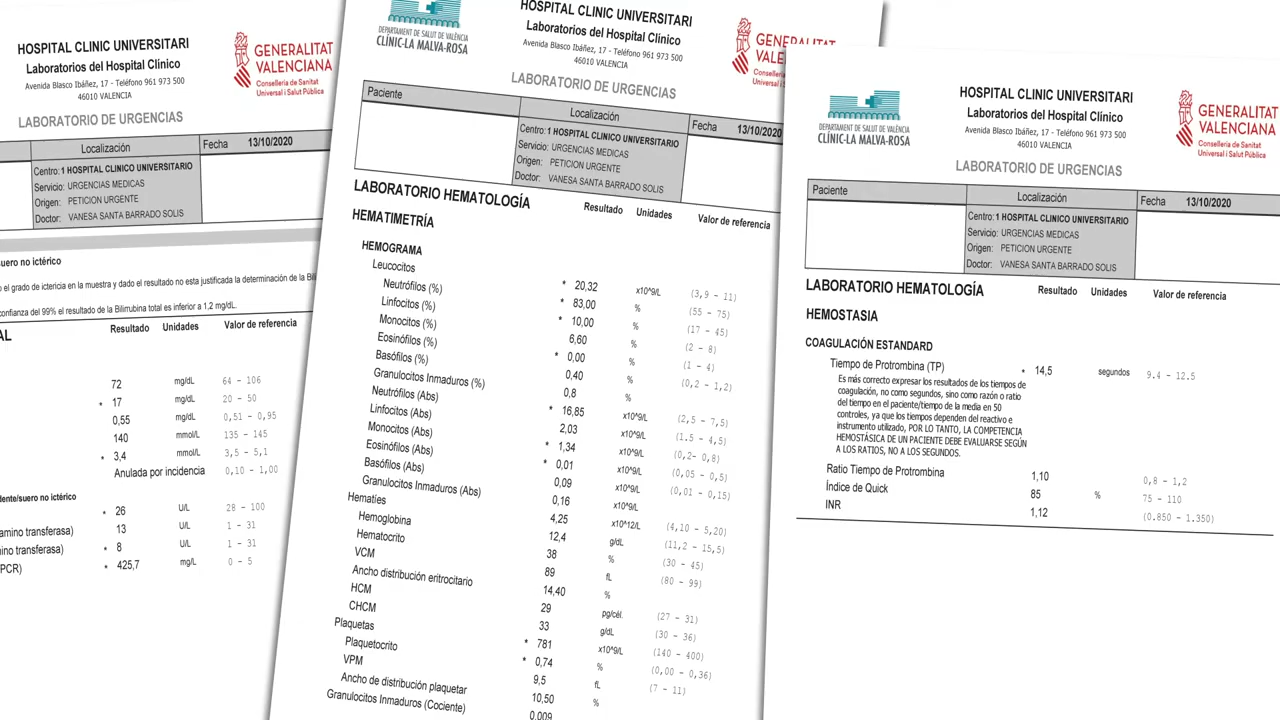 HOSPITAL CLINIC UNIVERSITARI
Laboratorios del Hospital Clínico
Avenida Blasco Ibáñez, 17 - Teléfono 961 973 500
46010 VALENCIA
GENERALITAT
VALENCIANA
Conselleria de Sanitat
Universal i Salut Pública
LABORATORIO DE URGENCIAS
Localización
Fecha 13/10/2020
Centro: 1 HOSPITAL CLINICO UNIVERSITARIO
Servicio: URGENCIAS MEDICAS
Origen: PETICION URGENTE
Doctor: VANESA SANTA BARRADO SOLIS
suero no ictérico
o el grado de ictericia en la muestra y dado el resultado no esta justificada la determinación de la Bili
confianza del 99% el resultado de la Bilirrubina total es inferior a 1,2 mg/dL.
AL
Resultado Unidades Valor de referencia
72 mg/dL 64 - 106
* 17 mg/dL 20 - 50
0,55 mg/dL 0,51 - 0,95
140 mmol/L 135 - 145
* 3,4 mmol/L 3,5 - 5,1
Anulada por incidencia 0,10 - 1,00
dente/suero no ictérico
* 26 U/L 28 - 100
amino transferasa) 13 U/L 1 - 31
ino transferasa) * 8 U/L 1 - 31
PCR) * 425,7 mg/L 0 - 5
DEPARTAMENT DE SALUT DE VALÈNCIA
CLÍNIC-LA MALVA-ROSA
HOSPITAL CLINIC UNIVERSITARI
Laboratorios del Hospital Clínico
Avenida Blasco Ibáñez, 17 - Teléfono 961 973 500
46010 VALENCIA
GENERALITAT
VALENCI
Conselleria
Universal i
LABORATORIO DE URGENCIAS
Paciente
Localización
Fecha 13/10/2020
Centro: 1 HOSPITAL CLINICO UNIVERSITARIO
Servicio: URGENCIAS MEDICAS
Origen: PETICION URGENTE
Doctor: VANESA SANTA BARRADO SOLIS
LABORATORIO HEMATOLOGÍA
Resultado Unidades Valor de referencia
HEMATIMETRÍA
HEMOGRAMA
Leucocitos * 20,32 x10^9/L (3,9 - 11)
Neutrófilos (%) * 83,00 % (55 - 75)
Linfocitos (%) * 10,00 % (17 - 45)
Monocitos (%) 6,60 % (2 - 8)
Eosinófilos (%) * 0,00 % (1 - 4)
Basófilos (%) 0,40 % (0,2 - 1,2)
Granulocitos Inmaduros (%) 0,8 %
Neutrófilos (Abs) * 16,85 x10^9/L (2,5 - 7,5)
Linfocitos (Abs) 2,03 x10^9/L (1.5 - 4,5)
Monocitos (Abs) * 1,34 x10^9/L (0,2- 0,8)
Eosinófilos (Abs) * 0,01 x10^9/L (0,05 - 0,5)
Basófilos (Abs) 0,09 x10^9/L (0,01 - 0,15)
Granulocitos Inmaduros (Abs) 0,16 x10^9/L
Hematíes 4,25 x10^12/L (4,10 - 5,20)
Hemoglobina 12,4 g/dL (11,2 - 15,5)
Hematocrito 38 % (30 - 45)
VCM 89 fL (80 - 99)
Ancho distribución eritrocitario 14,40 %
HCM 29 pg/cél. (27 - 31)
CHCM 33 g/dL (30 - 36)
Plaquetas * 781 x10^9/L (140 - 400)
Plaquetocrito * 0,74 % (0,00 - 0,36)
VPM 9,5 fL (7 - 11)
Ancho de distribución plaquetar 10,50 %
Granulocitos Inmaduros (Cociente) 0,009
DEPARTAMENT DE SALUT DE VALÈNCIA
CLÍNIC-LA MALVA-ROSA
HOSPITAL CLINIC UNIVERSITARI
Laboratorios del Hospital Clínico
Avenida Blasco Ibáñez, 17 - Teléfono 961 973 500
46010 VALENCIA
GENERALITAT
VALENCIANA
Conselleria de Sanitat
Universal i Salut Pública
LABORATORIO DE URGENCIAS
Paciente
Localización
Fecha 13/10/2020
Centro: 1 HOSPITAL CLINICO UNIVERSITARIO
Servicio: URGENCIAS MEDICAS
Origen: PETICION URGENTE
Doctor: VANESA SANTA BARRADO SOLIS
LABORATORIO HEMATOLOGÍA
Resultado Unidades Valor de referencia
HEMOSTASIA
COAGULACIÓN ESTANDARD
Tiempo de Protrombina (TP) * 14,5 segundos 9.4 - 12.5
Es más correcto expresar los resultados de los tiempos de
coagulación, no como segundos, sino como razón o ratio
del tiempo en el paciente/tiempo de la media en 50
controles, ya que los tiempos dependen del reactivo e
instrumento utilizado, POR LO TANTO, LA COMPETENCIA
HEMOSTÁSICA DE UN PACIENTE DEBE EVALUARSE SEGÚN
A LOS RATIOS, NO A LOS SEGUNDOS.
Ratio Tiempo de Protrombina 1,10 0,8 - 1,2
Índice de Quick 85 % 75 - 110
INR 1,12 (0.850 - 1.350)